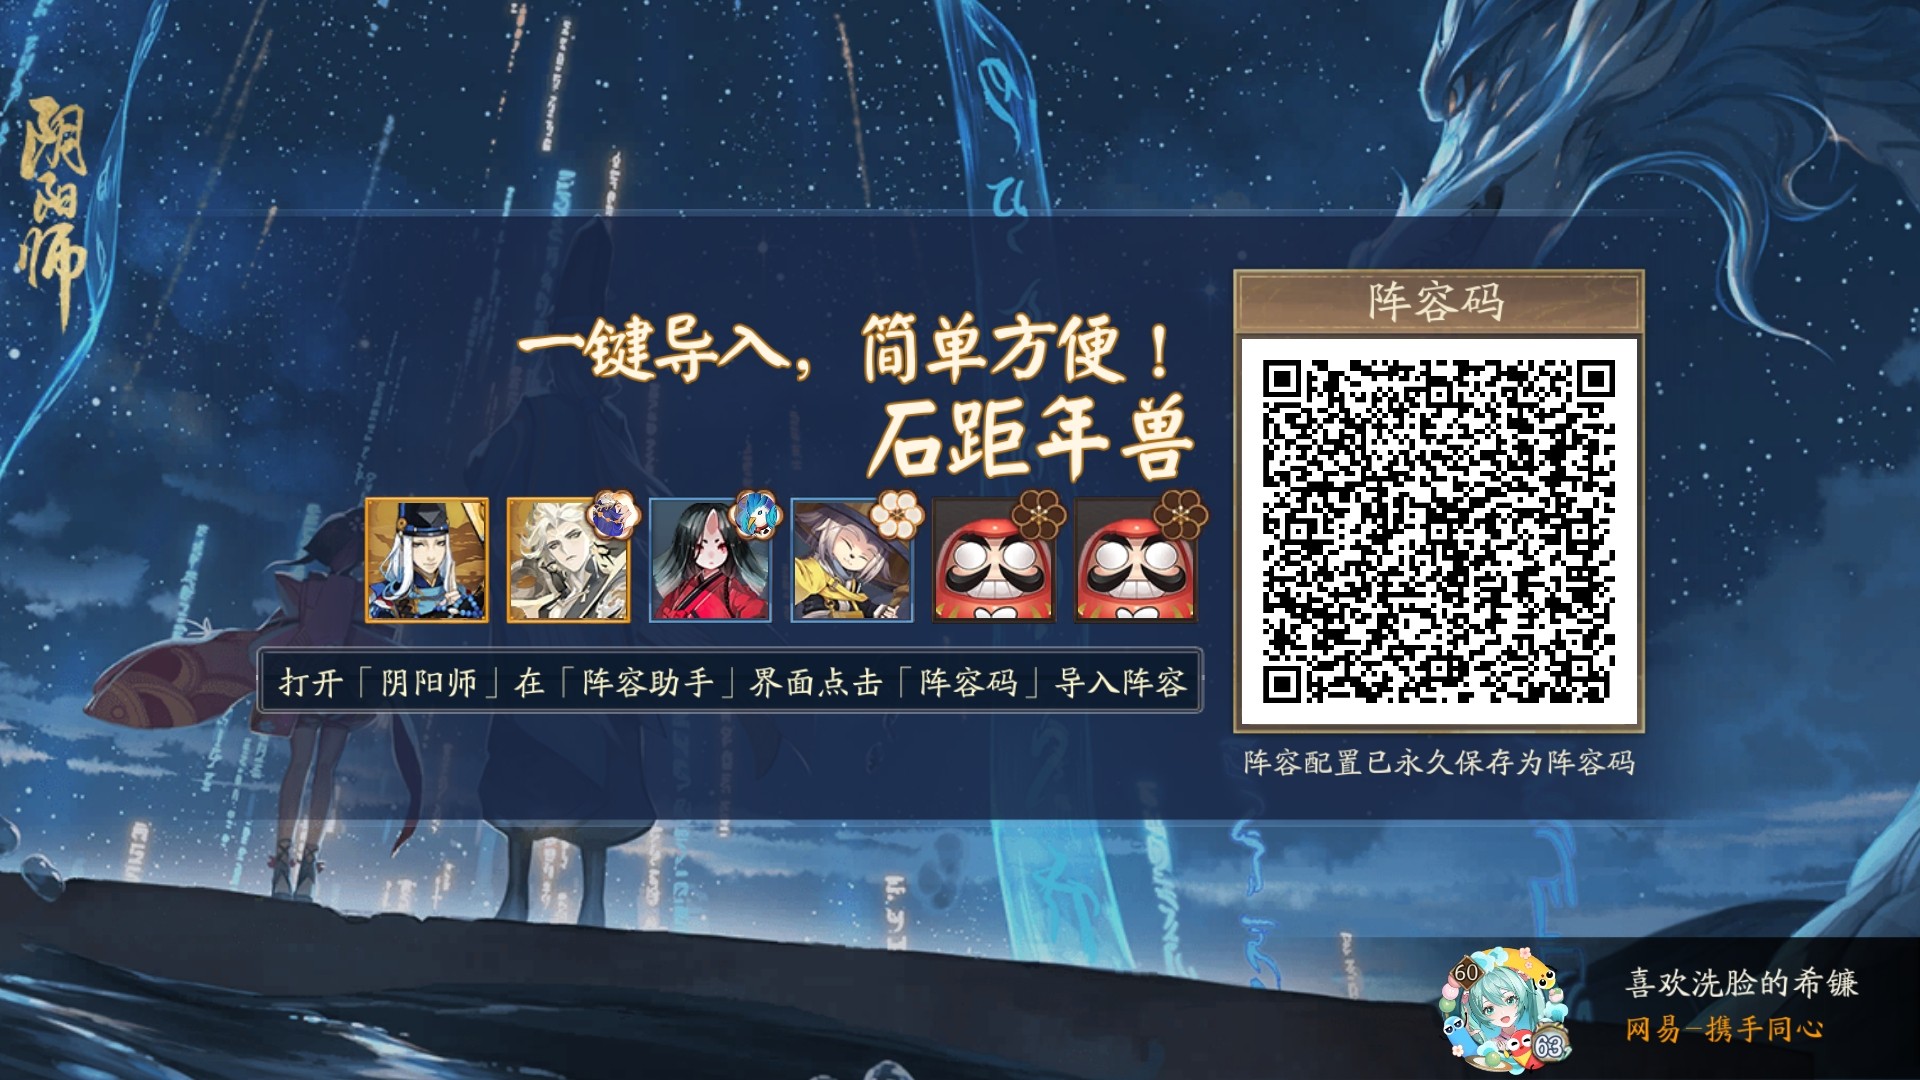 阴阳师
一键导入，简单方便！
石距年兽
打开「阴阳师」在「阵容助手」界面点击「阵容码」导入阵容
阵容码
阵容配置已永久保存为阵容码
60
63
喜欢洗脸的希镰
网易-携手同心